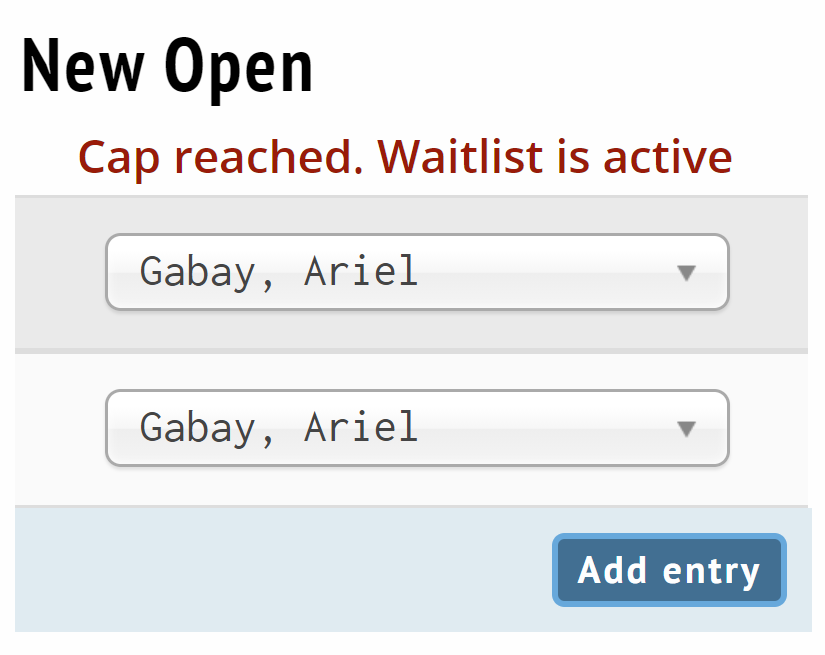 New Open
Cap reached. Waitlist is active
Gabay, Ariel
Gabay, Ariel
Add entry